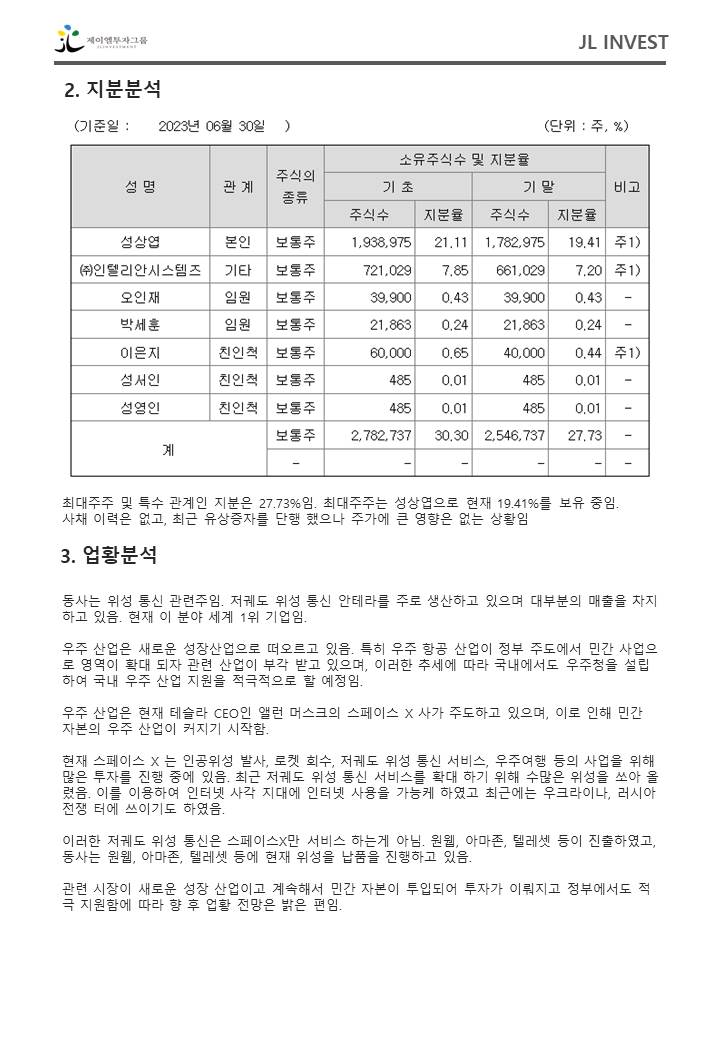 제이엘투자그룹
JLINVESTMENT
JL INVEST
2. 지분분석
(기준일 : 2023년 06월 30일 ) (단위 : 주, %)
성 명 관 계 주식의 종류 소유주식수 및 지분율 비고
기 초 기 말
주식수 지분율 주식수 지분율
성상엽 본인 보통주 1,938,975 21.11 1,782,975 19.41 주1)
㈜인텔리안시스템즈 기타 보통주 721,029 7.85 661,029 7.20 주1)
오인재 임원 보통주 39,900 0.43 39,900 0.43 -
박세훈 임원 보통주 21,863 0.24 21,863 0.24 -
이은지 친인척 보통주 60,000 0.65 40,000 0.44 주1)
성서인 친인척 보통주 485 0.01 485 0.01 -
성영인 친인척 보통주 485 0.01 485 0.01 -
계 보통주 2,782,737 30.30 2,546,737 27.73 -
- - - - - -
최대주주 및 특수 관계인 지분은 27.73%임. 최대주주는 성상엽으로 현재 19.41%를 보유 중임.
사채 이력은 없고, 최근 유상증자를 단행 했으나 주가에 큰 영향은 없는 상황임
3. 업황분석
동사는 위성 통신 관련주임. 저궤도 위성 통신 안테라를 주로 생산하고 있으며 대부분의 매출을 차지
하고 있음. 현재 이 분야 세계 1위 기업임.
우주 산업은 새로운 성장산업으로 떠오르고 있음. 특히 우주 항공 산업이 정부 주도에서 민간 사업으
로 영역이 확대 되자 관련 산업이 부각 받고 있으며, 이러한 추세에 따라 국내에서도 우주청을 설립
하여 국내 우주 산업 지원을 적극적으로 할 예정임.
우주 산업은 현재 테슬라 CEO인 앨런 머스크의 스페이스 X 사가 주도하고 있으며, 이로 인해 민간
자본의 우주 산업이 커지기 시작함.
현재 스페이스 X 는 인공위성 발사, 로켓 회수, 저궤도 위성 통신 서비스, 우주여행 등의 사업을 위해
많은 투자를 진행 중에 있음. 최근 저궤도 위성 통신 서비스를 확대 하기 위해 수많은 위성을 쏘아 올
렸음. 이를 이용하여 인터넷 사각 지대에 인터넷 사용을 가능케 하였고 최근에는 우크라이나, 러시아
전쟁 터에 쓰이기도 하였음.
이러한 저궤도 위성 통신은 스페이스X만 서비스 하는게 아님. 원웹, 아마존, 텔레셋 등이 진출하였고,
동사는 원웹, 아마존, 텔레셋 등에 현재 위성을 납품을 진행하고 있음.
관련 시장이 새로운 성장 산업이고 계속해서 민간 자본이 투입되어 투자가 이뤄지고 정부에서도 적
극 지원함에 따라 향 후 업황 전망은 밝은 편임.